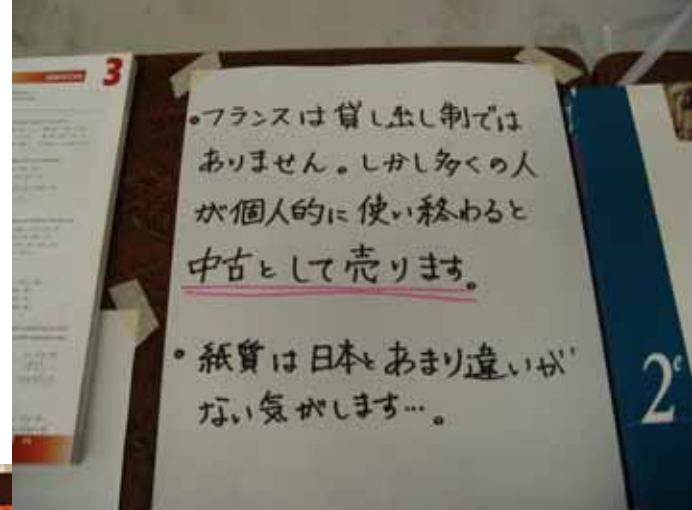 3
・フランスは貸し出し制では
ありません。しかし多くの人
が個人的に使い終わると
中古として売ります。
・紙質は日本とあまり違いが
ない気がします…。
2e